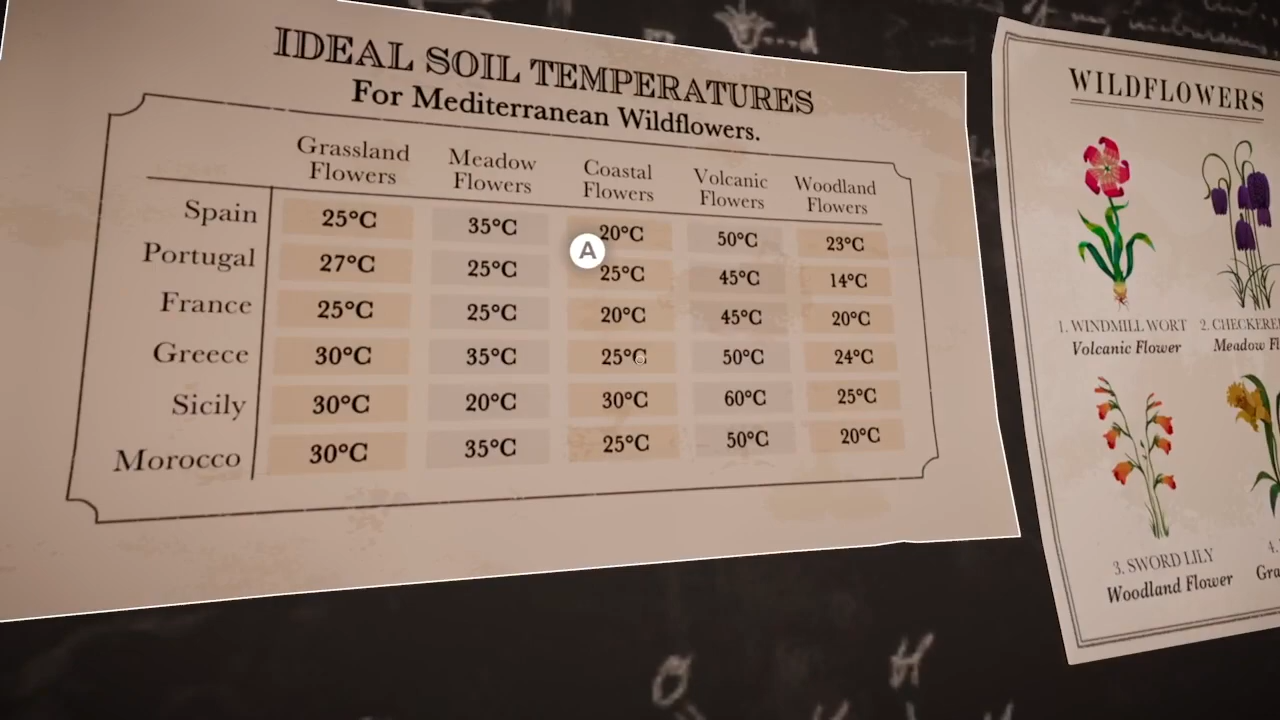 IDEAL SOIL TEMPERATURES
For Mediterranean Wildflowers.
Grassland Flowers Meadow Flowers Coastal Flowers Volcanic Flowers Woodland Flowers
Spain 25°C 35°C 20°C 50°C 23°C
Portugal 27°C 25°C 25°C 45°C 14°C
France 25°C 25°C 20°C 45°C 20°C
Greece 30°C 35°C 25°C 50°C 24°C
Sicily 30°C 20°C 30°C 60°C 25°C
Morocco 30°C 35°C 25°C 50°C 20°C
A
WILDFLOWERS
1. WINDMILL WORT
Volcanic Flower
2.
Meadow
3. SWORD LILY
Woodland Flower
4.